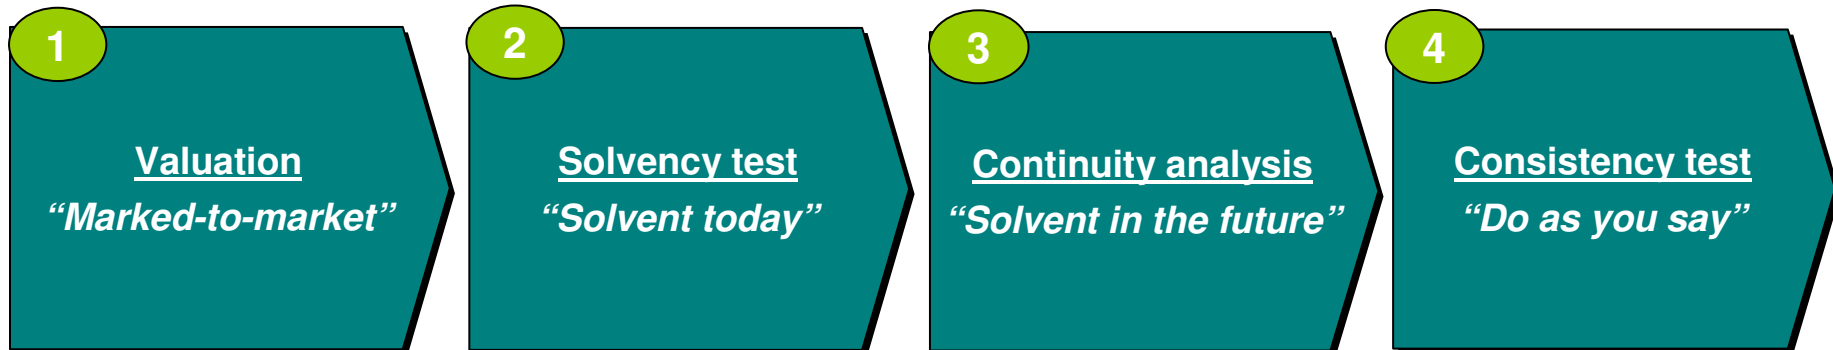 1
Valuation
“Marked-to-market”
2
Solvency test
“Solvent today”
3
Continuity analysis
“Solvent in the future”
4
Consistency test
“Do as you say”